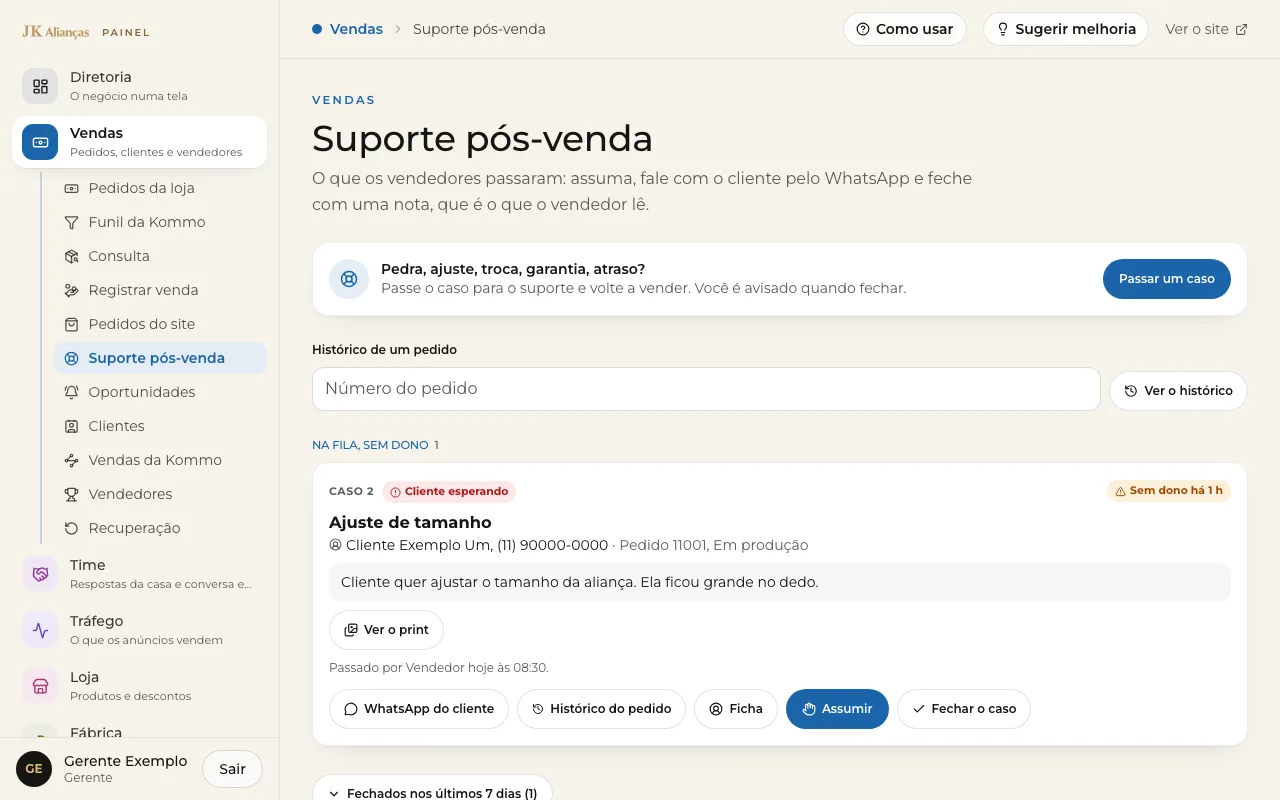 JK Alianças PAINEL
Diretoria
O negócio numa tela
Vendas
Pedidos, clientes e vendedores
Pedidos da loja
Funil da Kommo
Consulta
Registrar venda
Pedidos do site
Suporte pós-venda
Oportunidades
Clientes
Vendas da Kommo
Vendedores
Recuperação
Time
Respostas da casa e conversa e…
Tráfego
O que os anúncios vendem
Loja
Produtos e descontos
Fábrica
GE
Gerente Exemplo
Gerente
Sair
Vendas
Suporte pós-venda
Como usar
Sugerir melhoria
Ver o site
VENDAS
Suporte pós-venda
O que os vendedores passaram: assuma, fale com o cliente pelo WhatsApp e feche
com uma nota, que é o que o vendedor lê.
Pedra, ajuste, troca, garantia, atraso?
Passe o caso para o suporte e volte a vender. Você é avisado quando fechar.
Passar um caso
Histórico de um pedido
Número do pedido
Ver o histórico
NA FILA, SEM DONO 1
CASO 2 Cliente esperando
Sem dono há 1 h
Ajuste de tamanho
Cliente Exemplo Um, (11) 90000-0000 · Pedido 11001, Em produção
Cliente quer ajustar o tamanho da aliança. Ela ficou grande no dedo.
Ver o print
Passado por Vendedor hoje às 08:30.
WhatsApp do cliente
Histórico do pedido
Ficha
Assumir
Fechar o caso
Fechados nos últimos 7 dias (1)